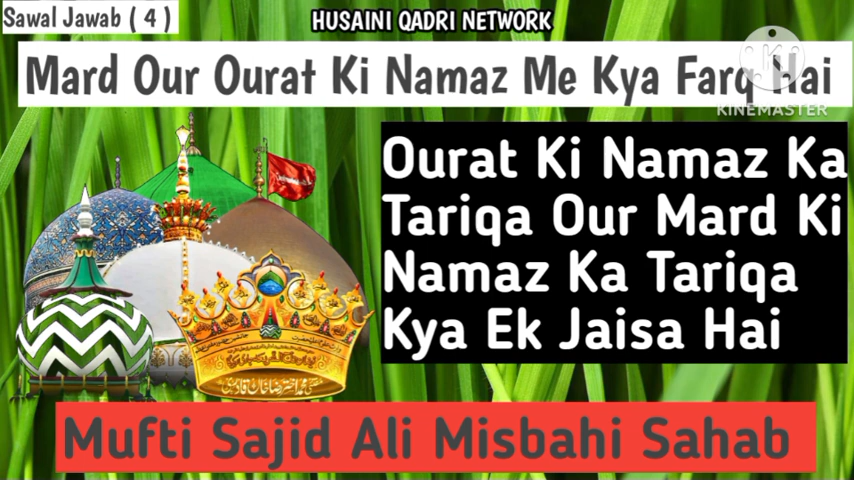 Sawal Jawab ( 4 )
HUSAINI QADRI NETWORK
Mard Our Ourat Ki Namaz Me Kya Farq Hai
KINEMASTER
Ourat Ki Namaz Ka
Tariqa Our Mard Ki
Namaz Ka Tariqa
Kya Ek Jaisa Hai
Mufti Sajid Ali Misbahi Sahab